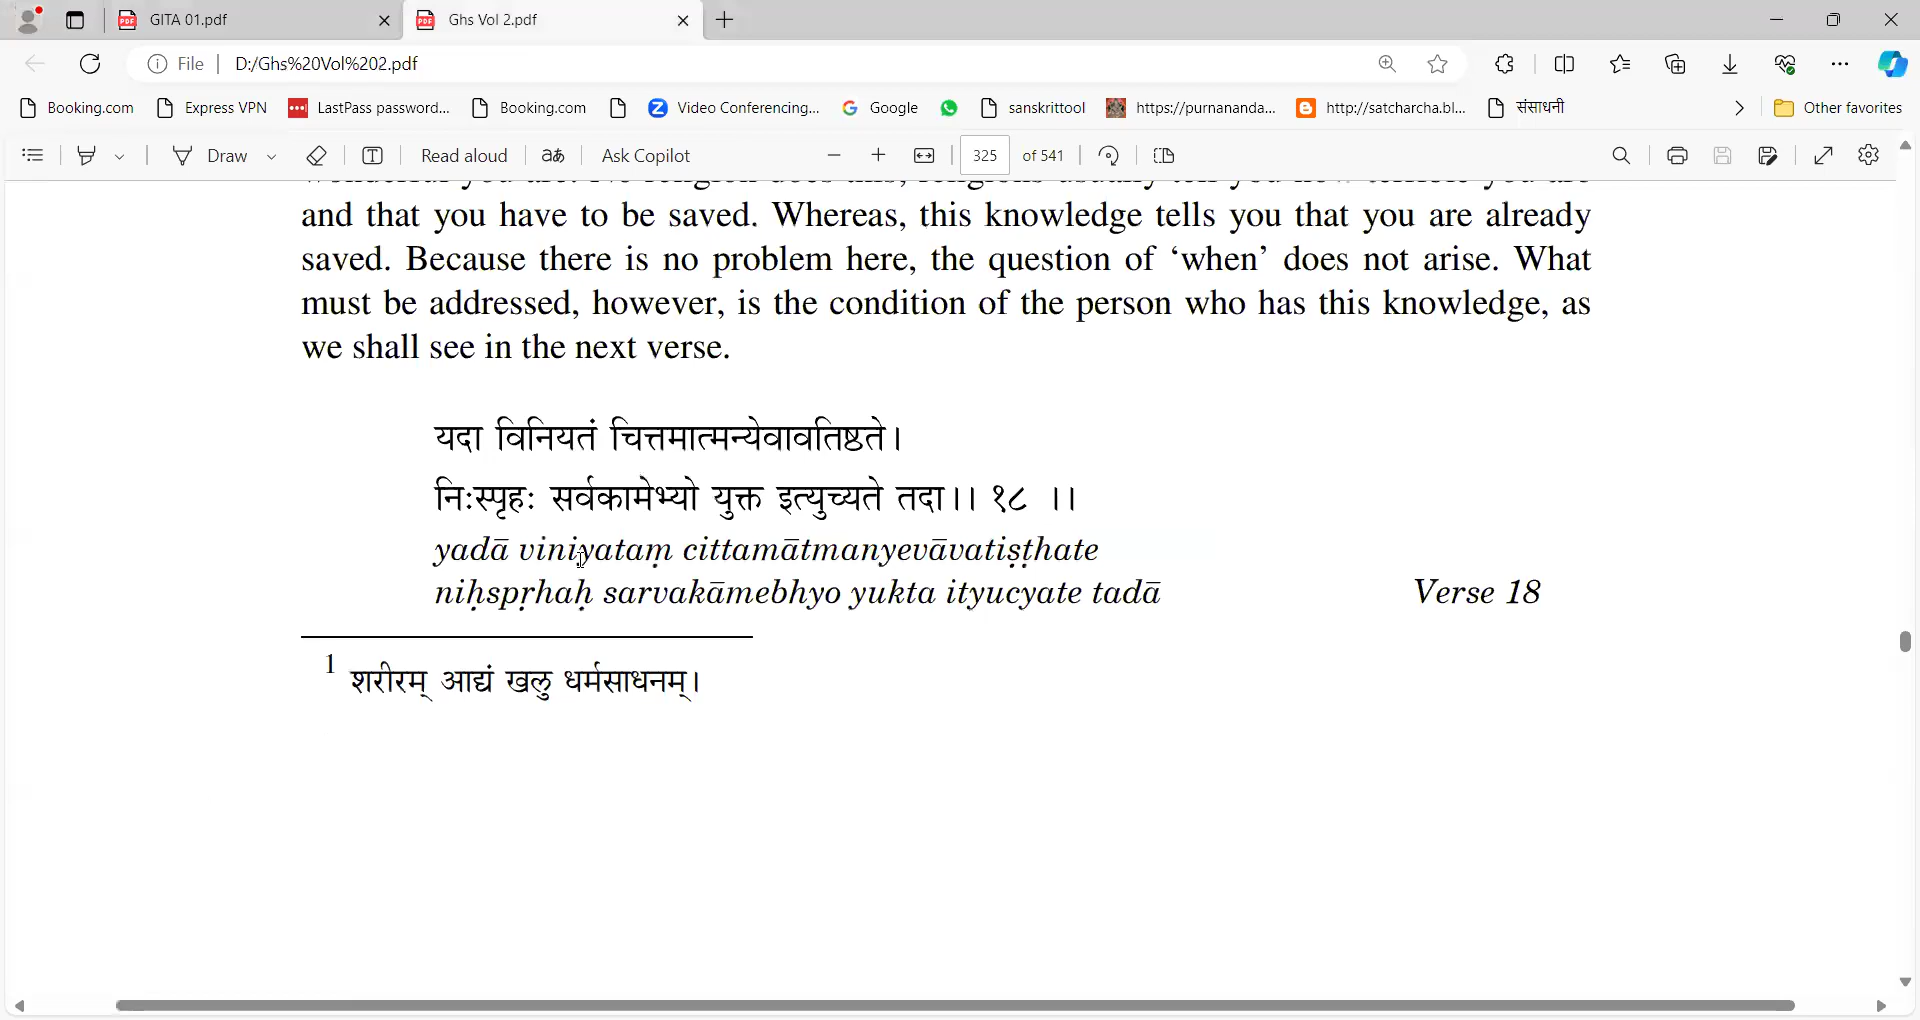 GITA 01.pdf
Ghs Vol 2.pdf
File D:/Ghs%20Vol%202.pdf
Booking.com Express VPN LastPass password... Booking.com Video Conferencing,... Google sanskrittool https://purnananda... http://satcharcha.bl... संसाधनी Other favorites
Draw Read aloud aあ Ask Copilot 325 of 541
and that you have to be saved. Whereas, this knowledge tells you that you are already
saved. Because there is no problem here, the question of ‘when’ does not arise. What
must be addressed, however, is the condition of the person who has this knowledge, as
we shall see in the next verse.
यदा विनियतं चित्तमात्मन्येवावतिष्ठते।
निःस्पृहः सर्वकामेभ्यो युक्त इत्युच्यते तदा।। १८ ।।
yadā viniyataṃ cittamātmanyevāvatiṣṭhate
niḥspṛhaḥ sarvakāmebhyo yukta ityucyate tadā Verse 18
1 शरीरम् आद्यं खलु धर्मसाधनम्।